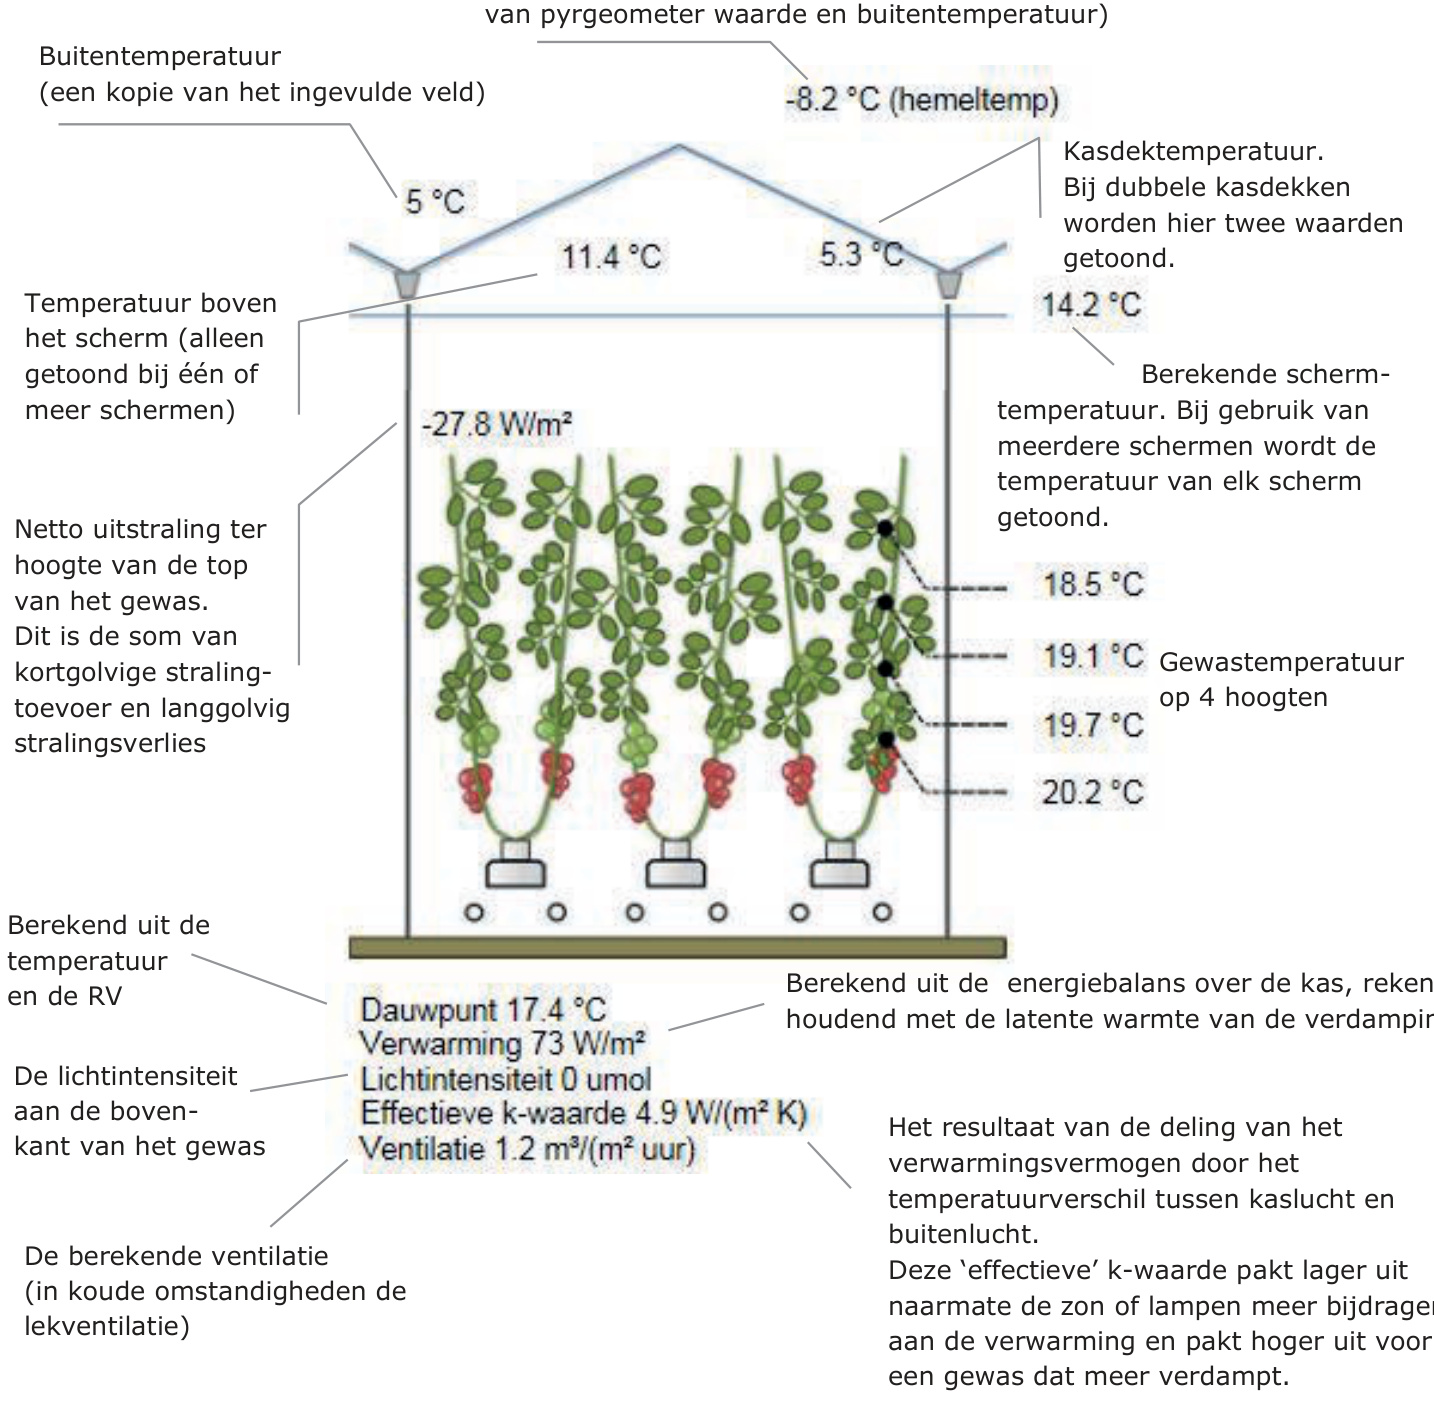 van pyrgeometer waarde en buitentemperatuur)
Buitentemperatuur
(een kopie van het ingevulde veld)
-8.2 °C (hemeltemp)
Kasdektemperatuur.
Bij dubbele kasdekken
worden hier twee waarden
getoond.
5 °C
11.4 °C
5.3 °C
14.2 °C
Temperatuur boven
het scherm (alleen
getoond bij één of
meer schermen)
Berekende scherm-
temperatuur. Bij gebruik van
meerdere schermen wordt de
temperatuur van elk scherm
getoond.
-27.8 W/m²
Netto uitstraling ter
hoogte van de top
van het gewas.
Dit is de som van
kortgolvige straling-
toevoer en langgolvig
stralingsverlies
18.5 °C
19.1 °C
19.7 °C
20.2 °C
Gewastemperatuur
op 4 hoogten
Berekend uit de
temperatuur
en de RV
Berekend uit de energiebalans over de kas, reken
houdend met de latente warmte van de verdampin
Dauwpunt 17.4 °C
Verwarming 73 W/m²
Lichtintensiteit 0 umol
Effectieve k-waarde 4.9 W/(m² K)
Ventilatie 1.2 m³/(m² uur)
De lichtintensiteit
aan de boven-
kant van het gewas
De berekende ventilatie
(in koude omstandigheden de
lekventilatie)
Het resultaat van de deling van het
verwarmingsvermogen door het
temperatuurverschil tussen kaslucht en
buitenlucht.
Deze ‘effectieve’ k-waarde pakt lager uit
naarmate de zon of lampen meer bijdragen
aan de verwarming en pakt hoger uit voor
een gewas dat meer verdampt.